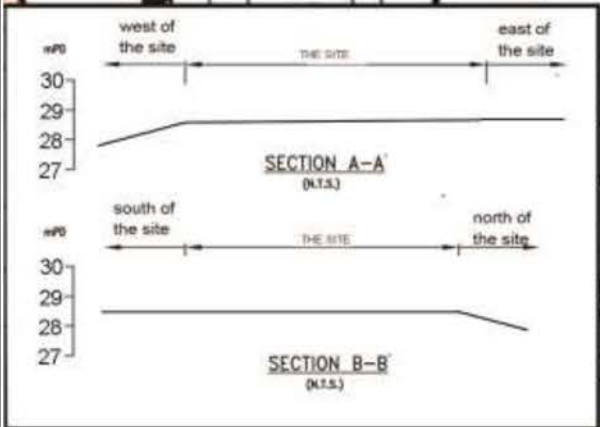 west of
the site
THE SITE
east of
the site
mPD
30
29
28
27
SECTION A-A'
(N.T.S.)
south of
the site
THE SITE
north of
the site
mPD
30
29
28
27
SECTION B-B'
(N.T.S.)